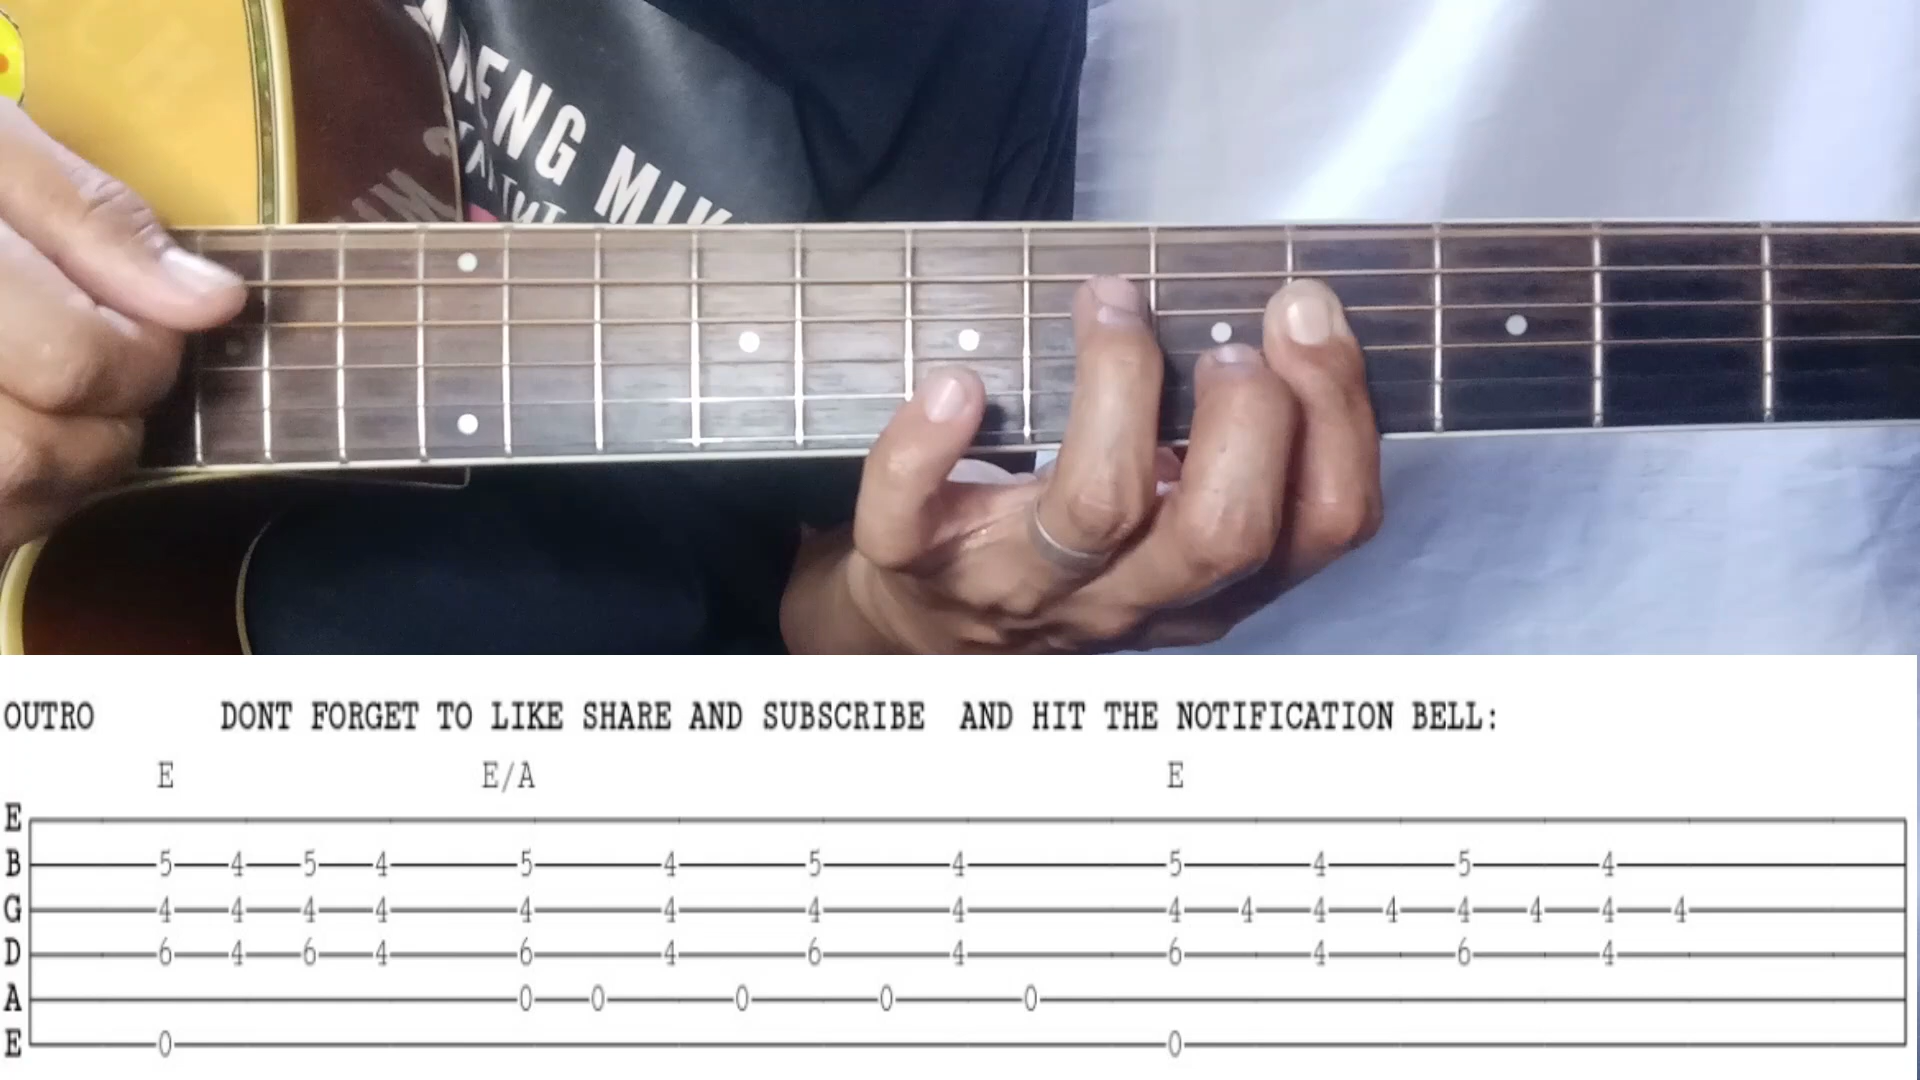 ENG MIK
OUTRO DONT FORGET TO LIKE SHARE AND SUBSCRIBE AND HIT THE NOTIFICATION BELL:
E E/A E
E
B 5 4 5 4 5 4 5 4 5 4 5 4
G 4 4 4 4 4 4 4 4 4 4 4 4 4 4 4 4
D 6 4 6 4 6 4 6 4 6 4 6 4
A 0 0 0 0 0
E 0 0